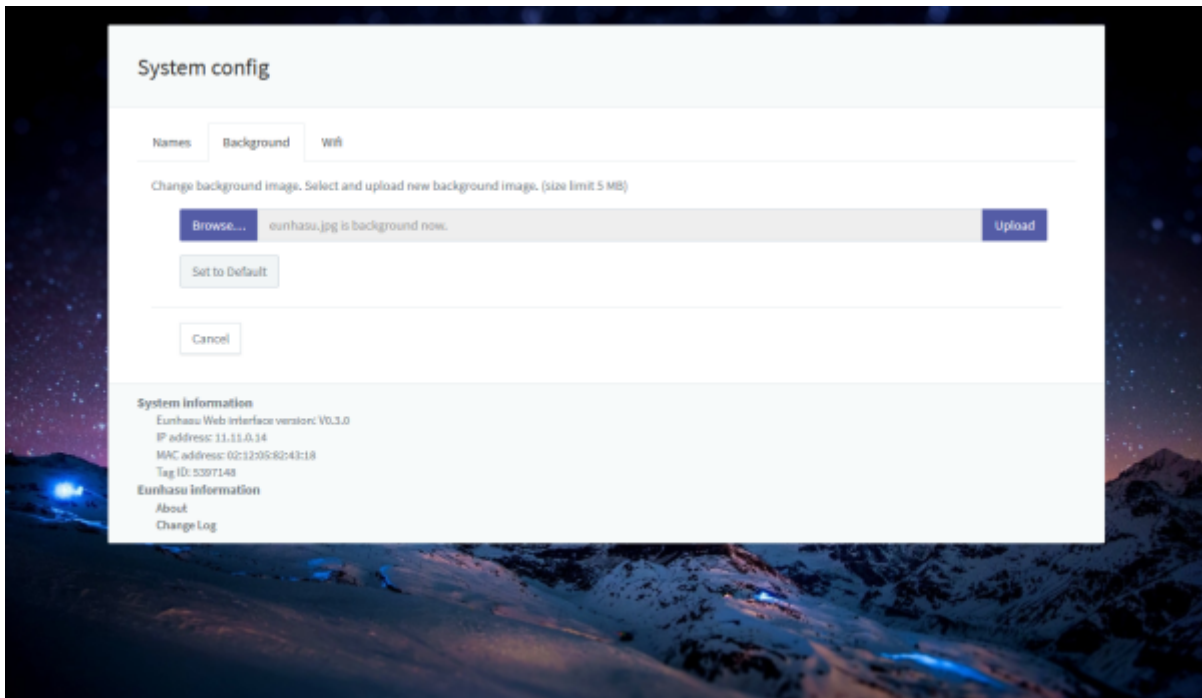 System config
Names Background Wifi
Change background image. Select and upload new background image. (size limit 5 MB)
Browse... eunhasu.jpg is background now. Upload
Set to Default
Cancel
System information
Eunhasu Web interface version: V0.3.0
IP address: 11.11.0.14
MAC address: 02:12:05:82:43:18
Tag ID: 5397148
Eunhasu information
About
Change Log